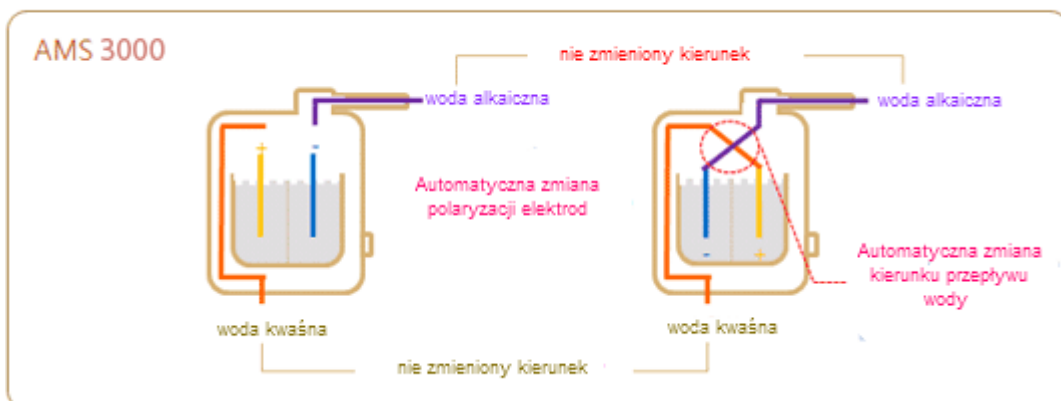 AMS 3000
nie zmieniony kierunek
woda alkaiczna
woda alkaiczna
+
-
Automatyczna zmiana
polaryzacji elektrod
-
+
Automatyczna zmiana
kierunku przepływu
wody
woda kwaśna
woda kwaśna
nie zmieniony kierunek